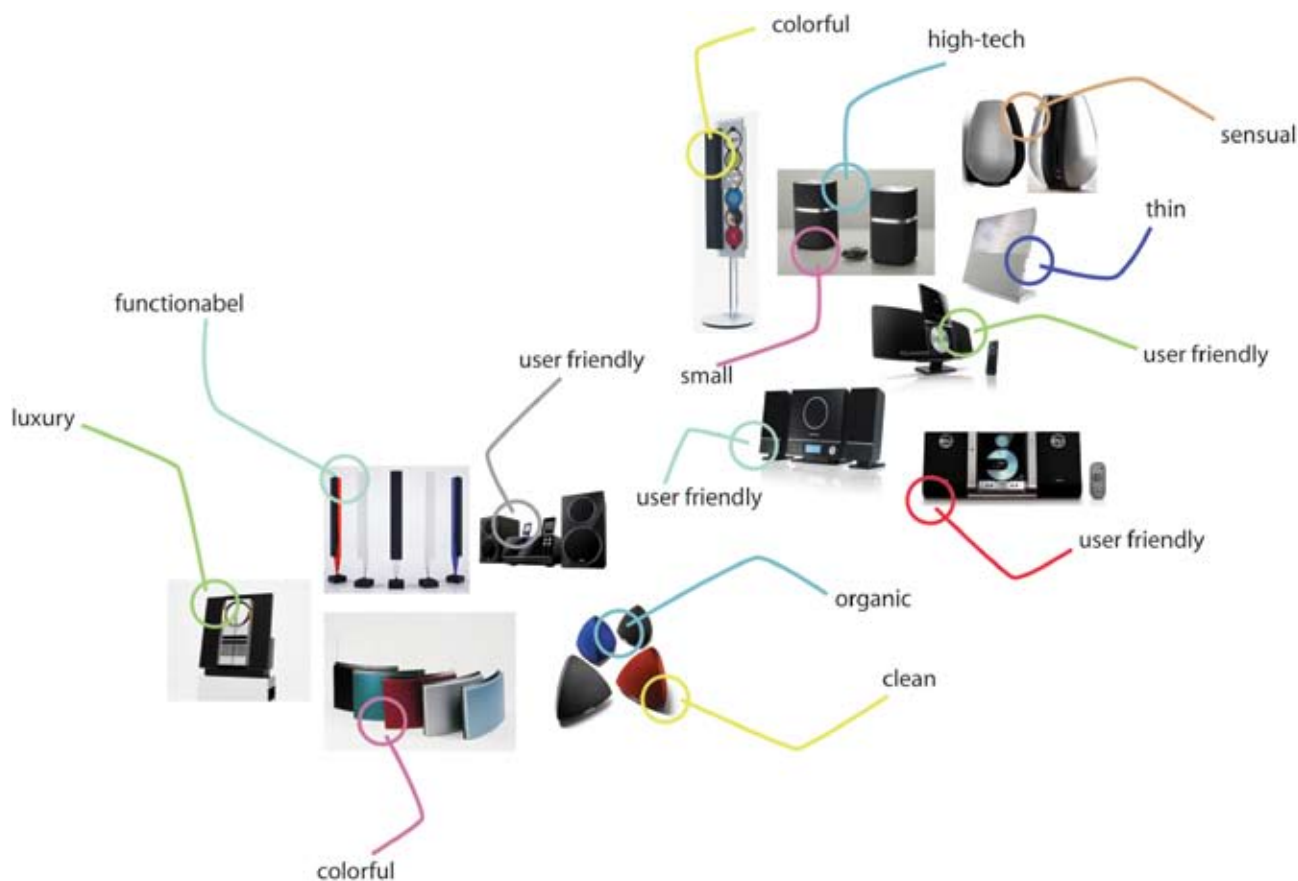 colorful
high-tech
sensual
thin
functionabel
user friendly
user friendly
small
luxury
user friendly
user friendly
organic
clean
colorful